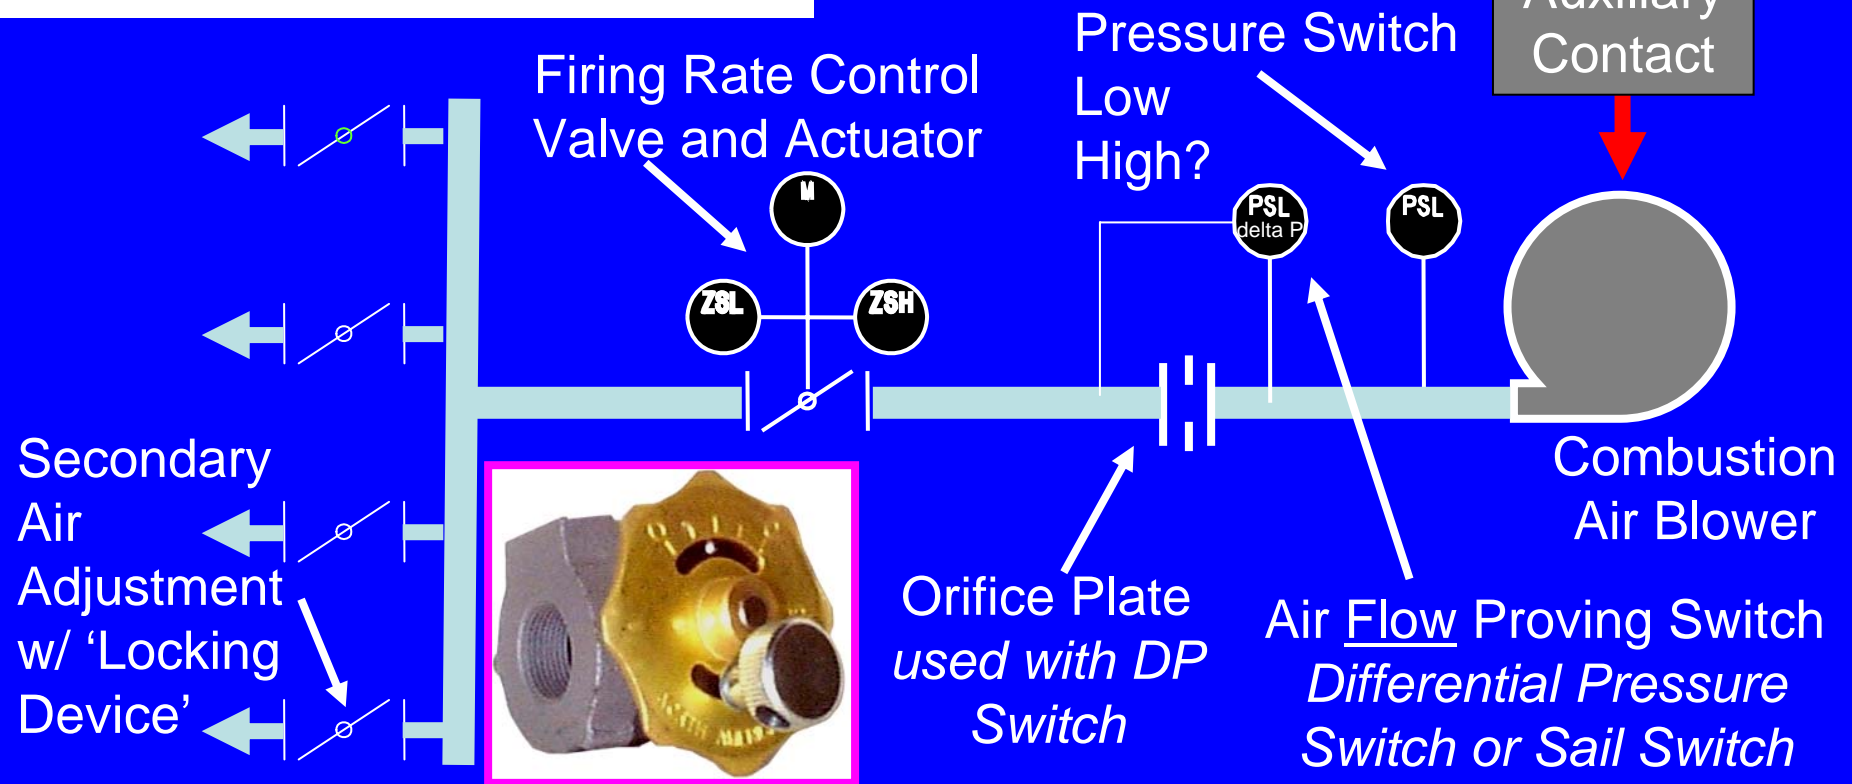 Auxiliary
Contact
Pressure Switch
Low
High?
Firing Rate Control
Valve and Actuator
M
ZSL
ZSH
PSL
delta P
PSL
Secondary
Air
Adjustment
w/ ‘Locking
Device’
Orifice Plate
used with DP
Switch
Combustion
Air Blower
Air Flow Proving Switch
Differential Pressure
Switch or Sail Switch